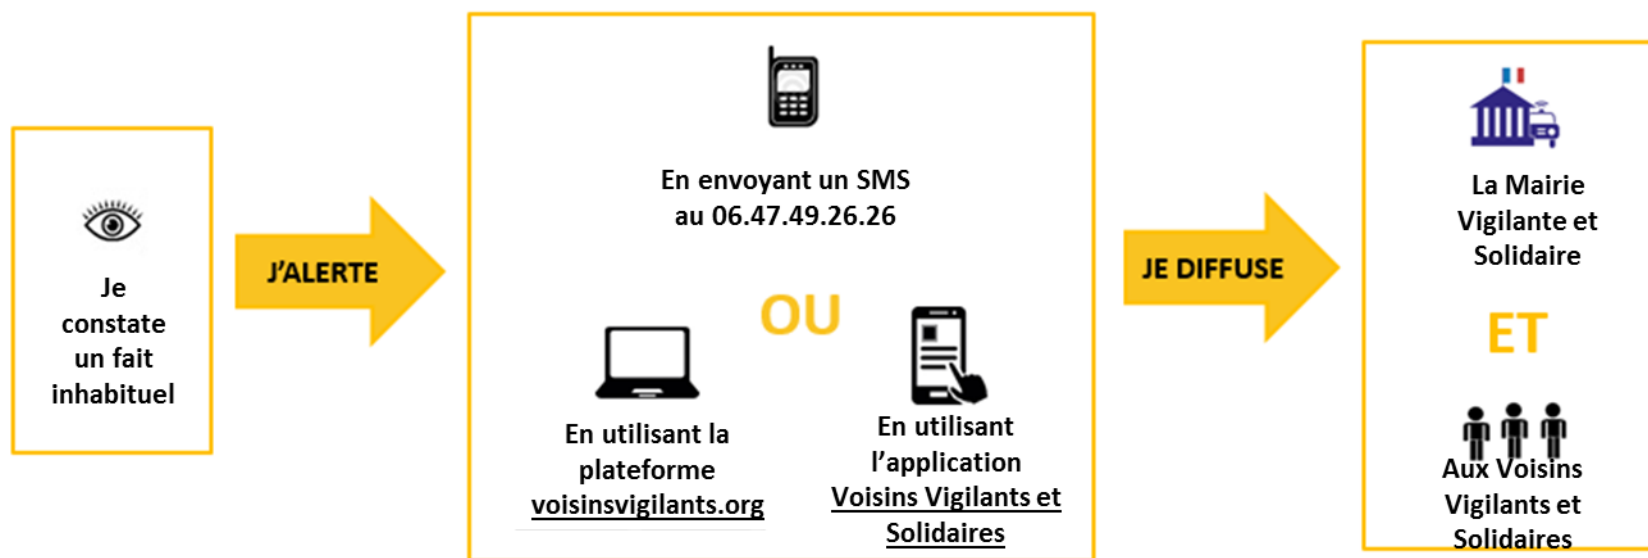 Je
constate
un fait
inhabituel
J'ALERTE
En envoyant un SMS
au 06.47.49.26.26
OU
En utilisant la
plateforme
voisinsvigilants.org
En utilisant
l'application
Voisins Vigilants et
Solidaires
JE DIFFUSE
La Mairie
Vigilante et
Solidaire
ET
Aux Voisins
Vigilants et
Solidaires